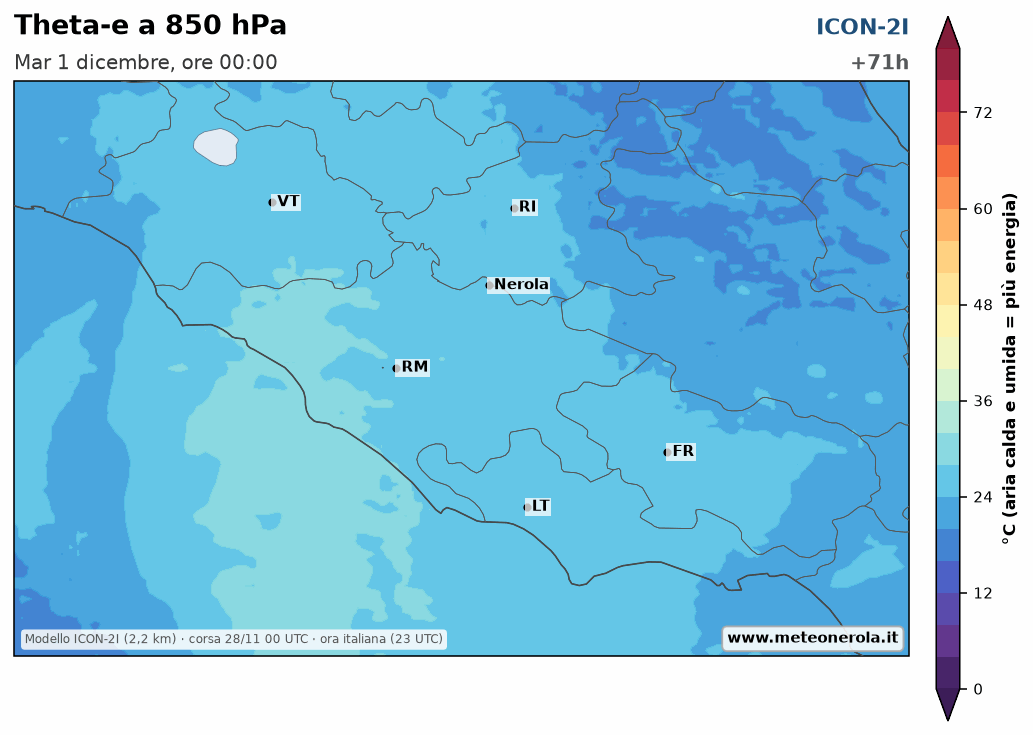 Theta-e a 850 hPa
ICON-2I
Mar 1 dicembre, ore 00:00
+71h
VT
RI
Nerola
RM
FR
LT
Modello ICON-2I (2,2 km) · corsa 28/11 00 UTC · ora italiana (23 UTC)
www.meteonerola.it
72
60
48
36
24
12
0
°C (aria calda e umida = più energia)